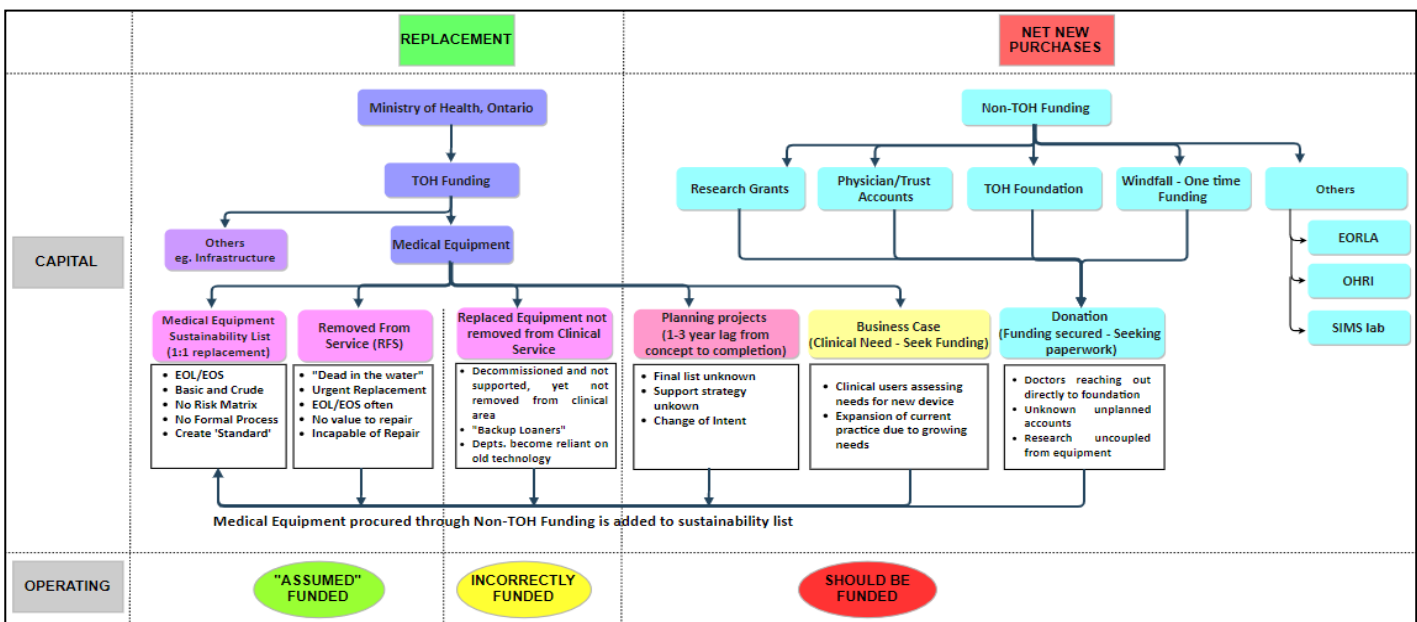 REPLACEMENT
NET NEW
PURCHASES
CAPITAL
Ministry of Health, Ontario
Non-TOH Funding
TOH Funding
Research Grants
Physician/Trust
Accounts
TOH Foundation
Windfall - One time
Funding
Others
Others
eg. Infrastructure
Medical Equipment
EORLA
OHRI
SIMS lab
Medical Equipment
Sustainability List
(1:1 replacement)
• EOL/EOS
• Basic and Crude
• No Risk Matrix
• No Formal Process
• Create 'Standard'
Removed From
Service (RFS)
• "Dead in the water"
• Urgent Replacement
• EOL/EOS often
• No value to repair
• Incapable of Repair
Replaced Equipment not
removed from Clinical
Service
• Decommissioned and not
supported, yet not
removed from clinical
area
• "Backup Loaners"
• Depts. become reliant on
old technology
Planning projects
(1-3 year lag from
concept to completion)
• Final list unknown
• Support strategy
unkown
• Change of Intent
Business Case
(Clinical Need - Seek Funding)
• Clinical users assessing
needs for new device
• Expansion of current
practice due to growing
needs
Donation
(Funding secured - Seeking
paperwork)
• Doctors reaching out
directly to foundation
• Unknown unplanned
accounts
• Research uncoupled
from equipment
Medical Equipment procured through Non-TOH Funding is added to sustainability list
OPERATING
"ASSUMED"
FUNDED
INCORRECTLY
FUNDED
SHOULD BE
FUNDED